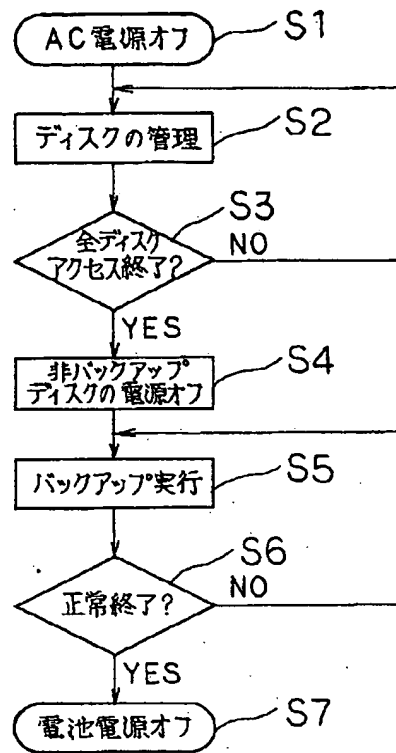 AC電源オフ
S1
ディスクの管理
S2
全ディスク
アクセス終了?
S3
NO
YES
非バックアップ
ディスクの電源オフ
S4
バックアップ実行
S5
正常終了?
S6
NO
YES
電池電源オフ
S7